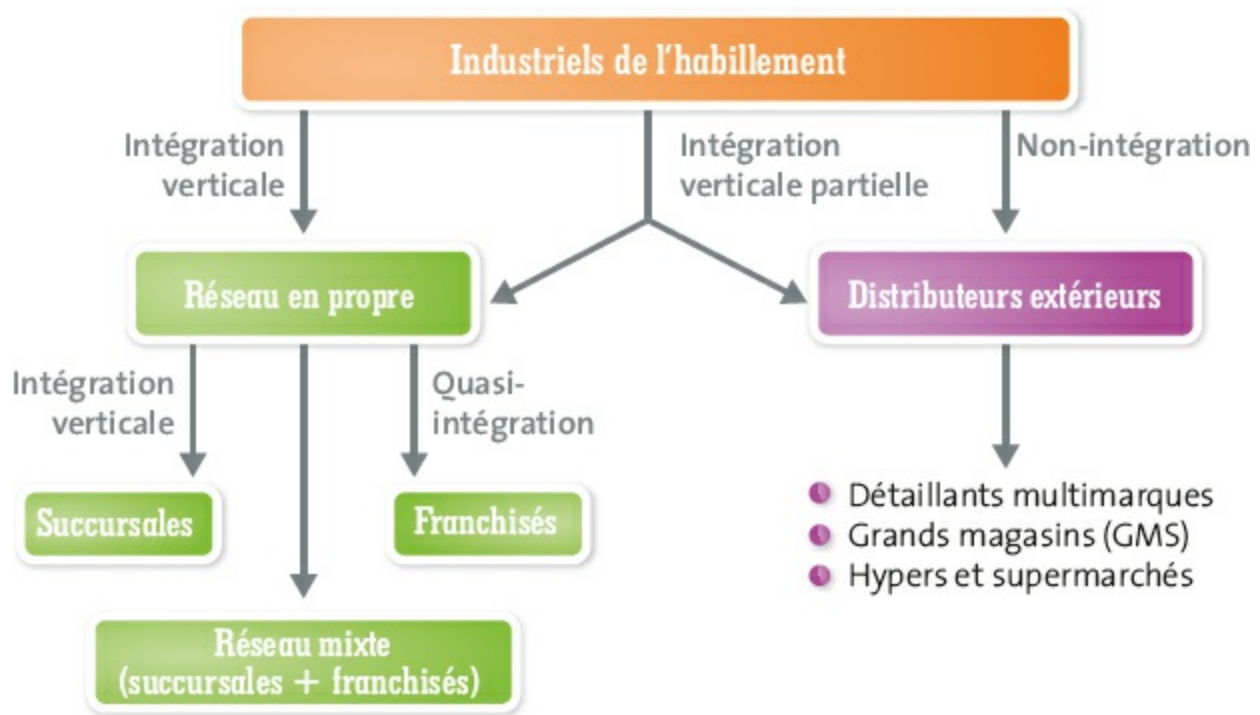 Industriels de l'habillement
Intégration
verticale
Intégration
verticale partielle
Non-intégration
Réseau en propre
Distributeurs extérieurs
Intégration
verticale
Quasi-
intégration
Succursales
Franchisés
Détaillants multimarques
Grands magasins (GMS)
Hypers et supermarchés
Réseau mixte
(succursales + franchisés)